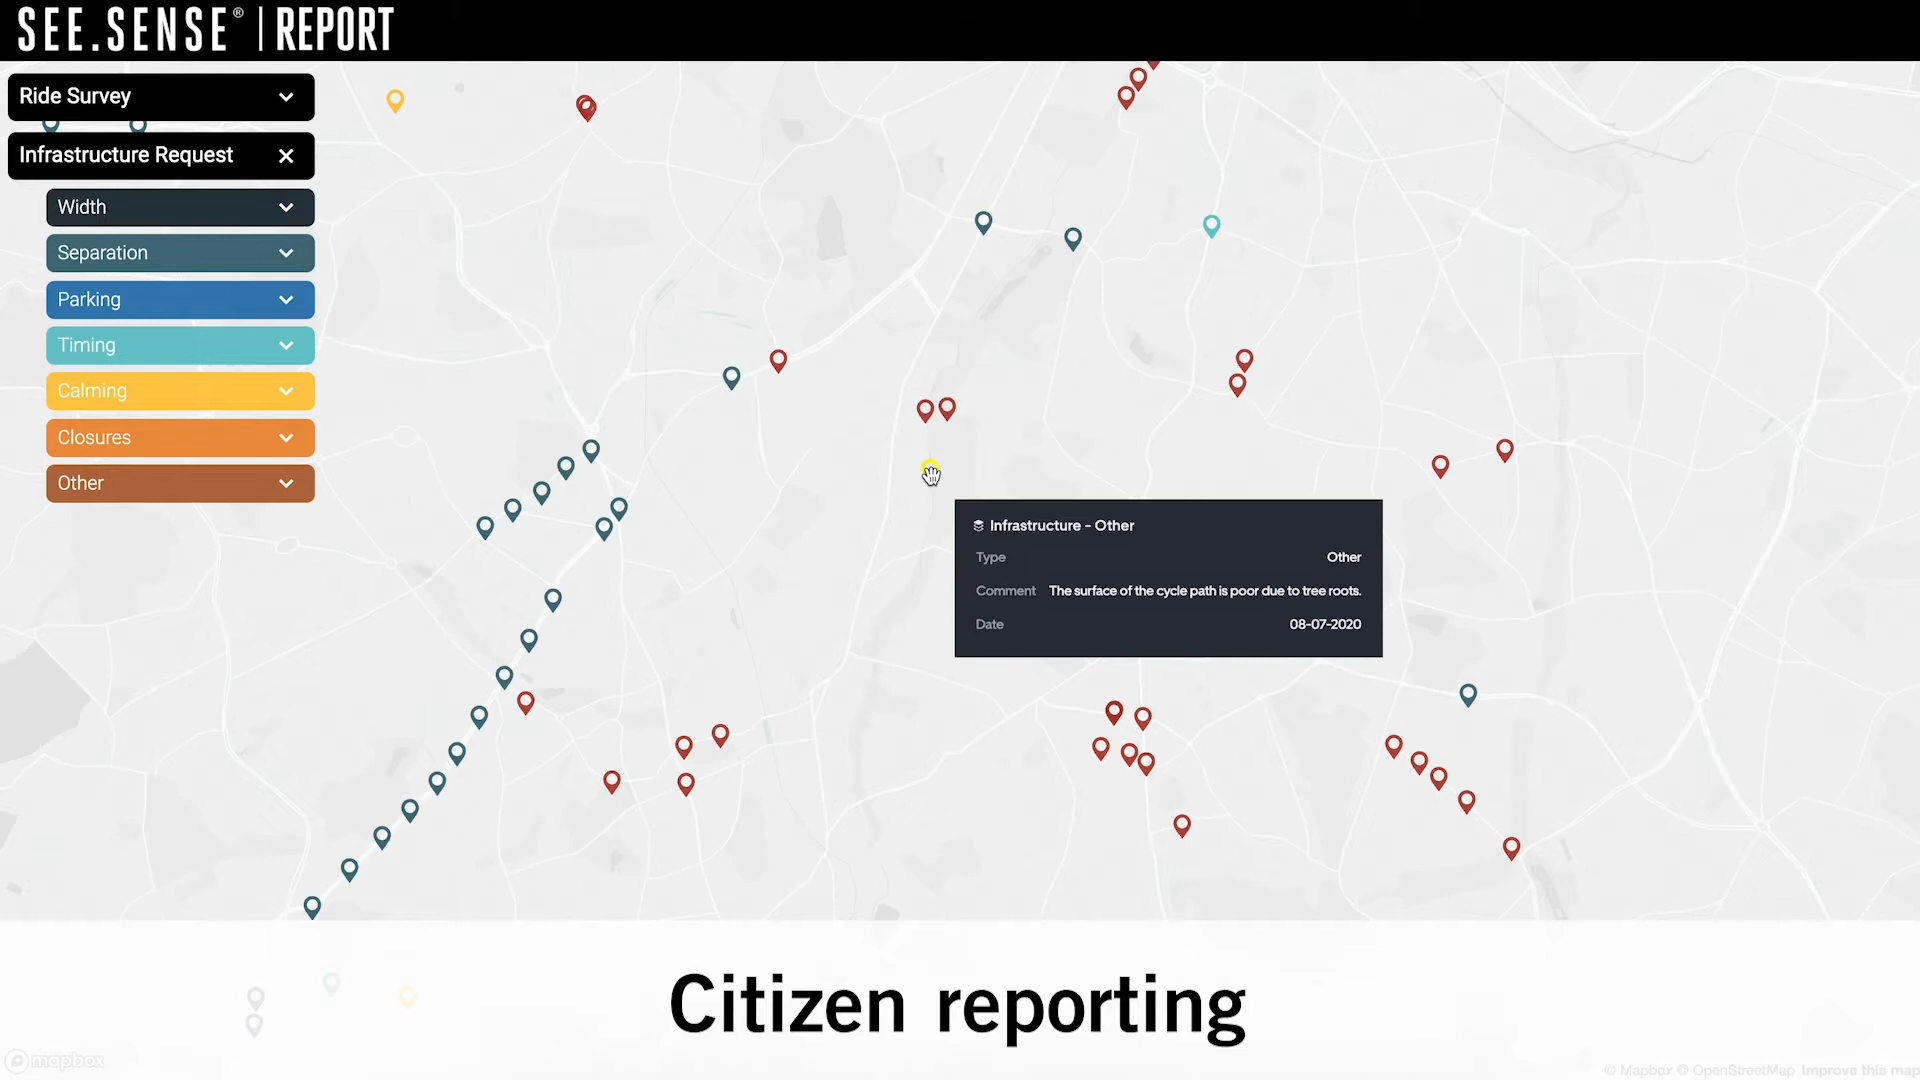 SEE.SENSE® | REPORT
Ride Survey
Infrastructure Request
Width
Separation
Parking
Timing
Calming
Closures
Other
Infrastructure - Other
Type Other
Comment The surface of the cycle path is poor due to tree roots.
Date 08-07-2020
Citizen reporting
mapbox
© Mapbox © OpenStreetMap Improve this map